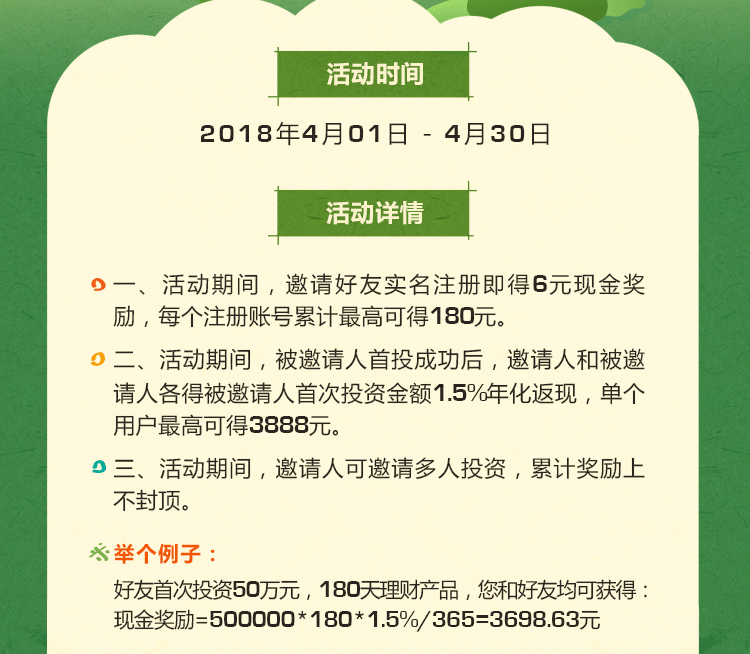 活动时间
2018年4月01日 - 4月30日
活动详情
一、活动期间，邀请好友实名注册即得6元现金奖
励，每个注册账号累计最高可得180元。
二、活动期间，被邀请人首投成功后，邀请人和被邀
请人各得被邀请人首次投资金额1.5%年化返现，单个
用户最高可得3888元。
三、活动期间，邀请人可邀请多人投资，累计奖励上
不封顶。
举个例子：
好友首次投资50万元，180天理财产品，您和好友均可获得：
现金奖励=500000*180*1.5%/365=3698.63元